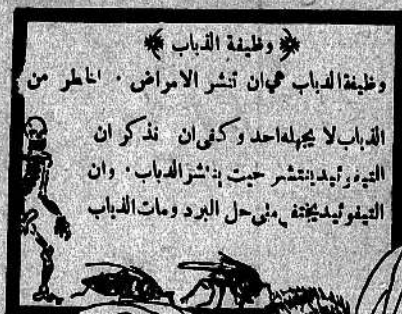 وظيفة الذباب
وظيفة الذباب هي ان تنشر الامراض . الخاطر من
الذباب لا يجهله احد وكفى ان نذكر ان
التيفوئيد ينتشر حيث ينتشر الذباب . وان
التيفوئيد يختفي متى حل البرد ومات الذباب